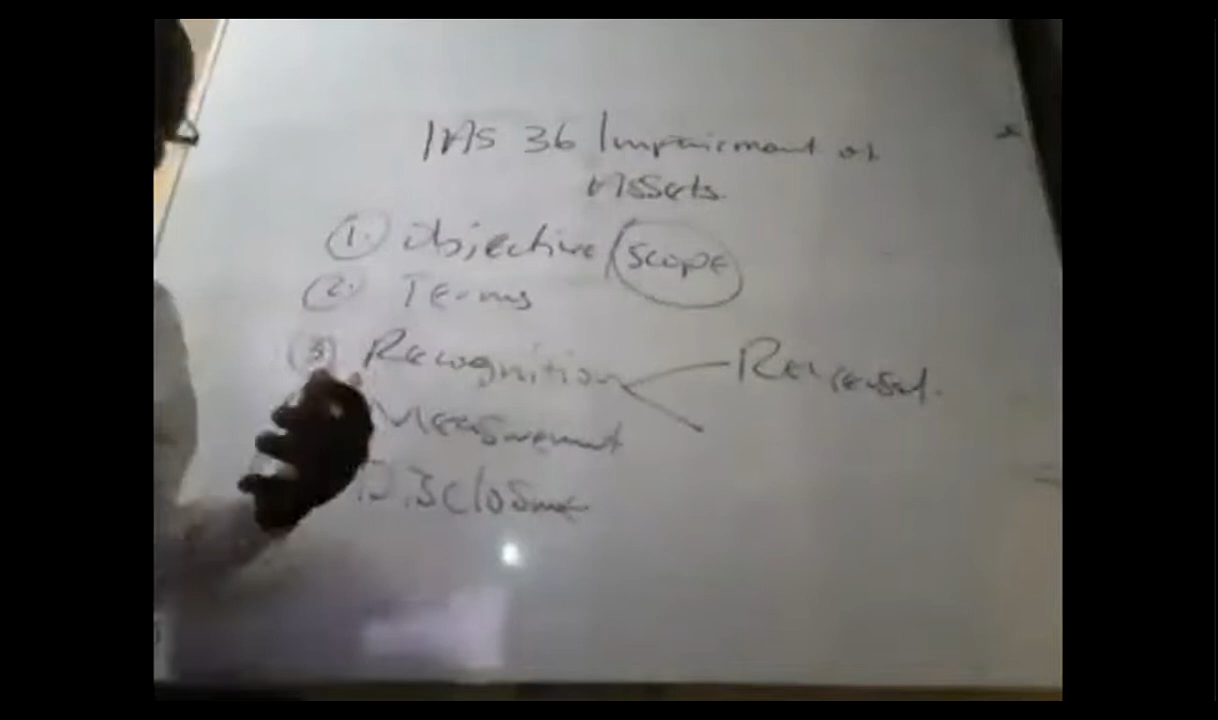 IAS 36 Impairment of
Assets.
1. Objective/scope
2. Terms
3 Recognition Reversal.
Measurement
Disclosure